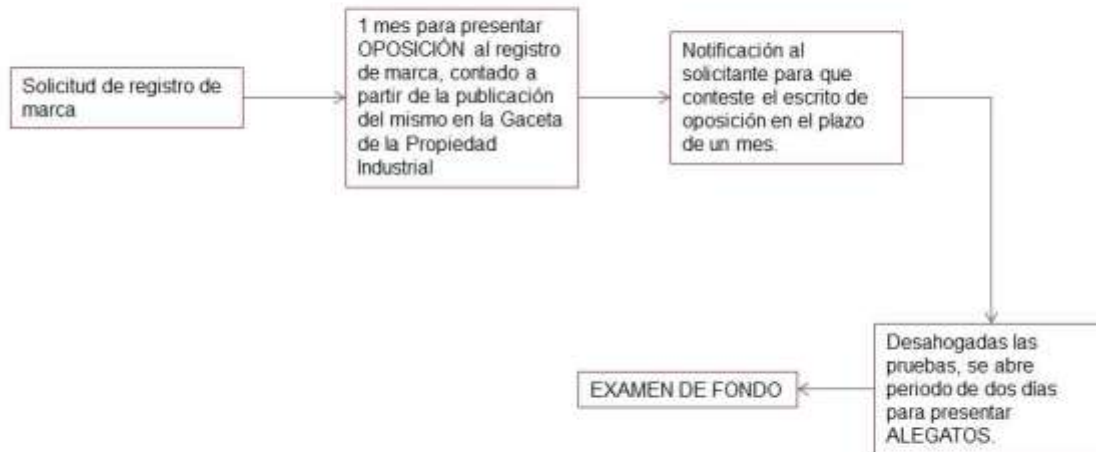 Solicitud de registro de
marca
1 mes para presentar
OPOSICIÓN al registro
de marca, contado a
partir de la publicación
del mismo en la Gaceta
de la Propiedad
Industrial
Notificación al
solicitante para que
conteste el escrito de
oposición en el plazo
de un mes.
Desahogadas las
pruebas, se abre
periodo de dos días
para presentar
ALEGATOS.
EXAMEN DE FONDO